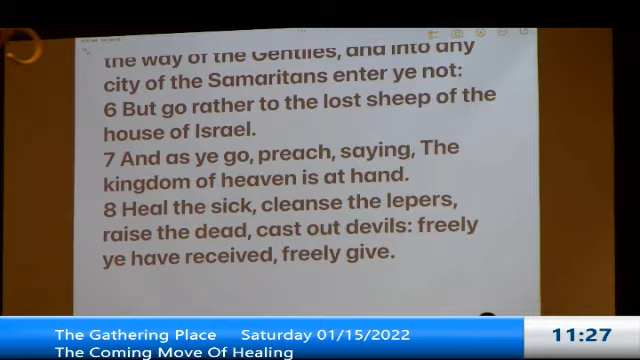 the way of the Gentiles, and into any
city of the Samaritans enter ye not:
6 But go rather to the lost sheep of the
house of Israel.
7 And as ye go, preach, saying, The
kingdom of heaven is at hand.
8 Heal the sick, cleanse the lepers,
raise the dead, cast out devils: freely
ye have received, freely give.
The Gathering Place Saturday 01/15/2022
The Coming Move Of Healing
11:27